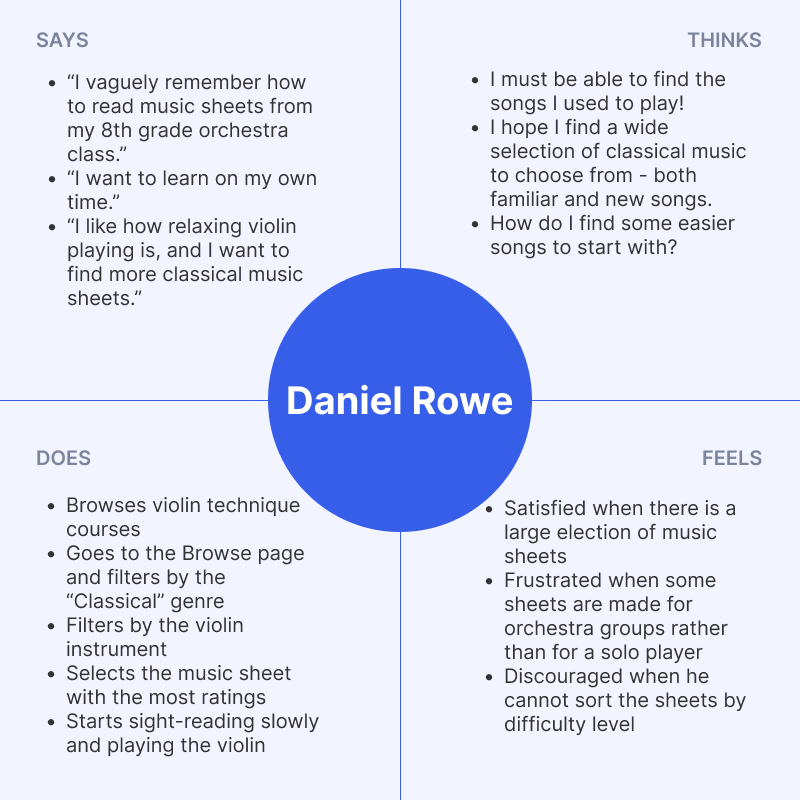 SAYS
• “I vaguely remember how
to read music sheets from
my 8th grade orchestra
class.”
• “I want to learn on my own
time.”
• “I like how relaxing violin
playing is, and I want to
find more classical music
sheets.”
THINKS
• I must be able to find the
songs I used to play!
• I hope I find a wide
selection of classical music
to choose from - both
familiar and new songs.
• How do I find some easier
songs to start with?
Daniel Rowe
DOES
• Browses violin technique
courses
• Goes to the Browse page
and filters by the
“Classical” genre
• Filters by the violin
instrument
• Selects the music sheet
with the most ratings
• Starts sight-reading slowly
and playing the violin
FEELS
• Satisfied when there is a
large election of music
sheets
• Frustrated when some
sheets are made for
orchestra groups rather
than for a solo player
• Discouraged when he
cannot sort the sheets by
difficulty level